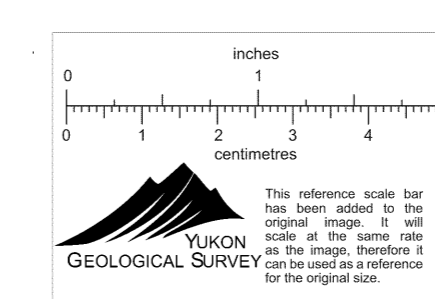 inches
0 1
0 1 2 3 4
centimetres
This reference scale bar
has been added to the
original image. It will
scale at the same rate
as the image, therefore it
can be used as a reference
for the original size.
YUKON
GEOLOGICAL SURVEY